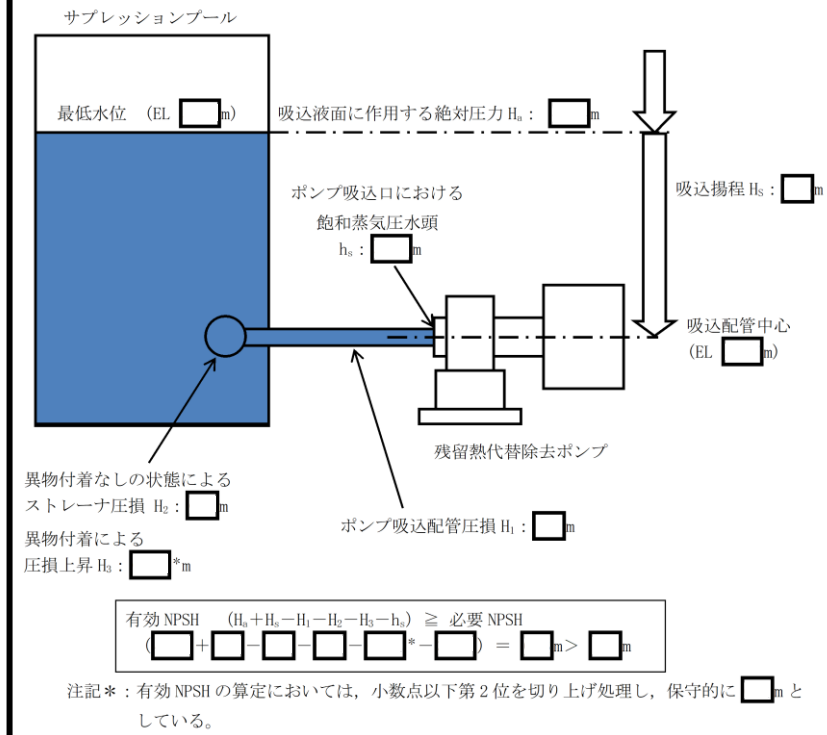 サプレッションプール
最低水位 (EL □m)
吸込液面に作用する絶対圧力 Hₐ：□m
吸込揚程 Hs：□m
ポンプ吸込口における
飽和蒸気圧水頭
hₛ：□m
吸込配管中心
(EL □m)
残留熱代替除去ポンプ
異物付着なしの状態による
ストレーナ圧損 H₂：□m
ポンプ吸込配管圧損 H₁：□m
異物付着による
圧損上昇 H₃：□*m
有効 NPSH (Hₐ＋Hs－H₁－H₂－H₃－hₛ) ≧ 必要 NPSH
(□＋□－□－□－□*－□) ＝ □m＞ □m
注記＊：有効 NPSH の算定においては，小数点以下第２位を切り上げ処理し，保守的に □m と
している。